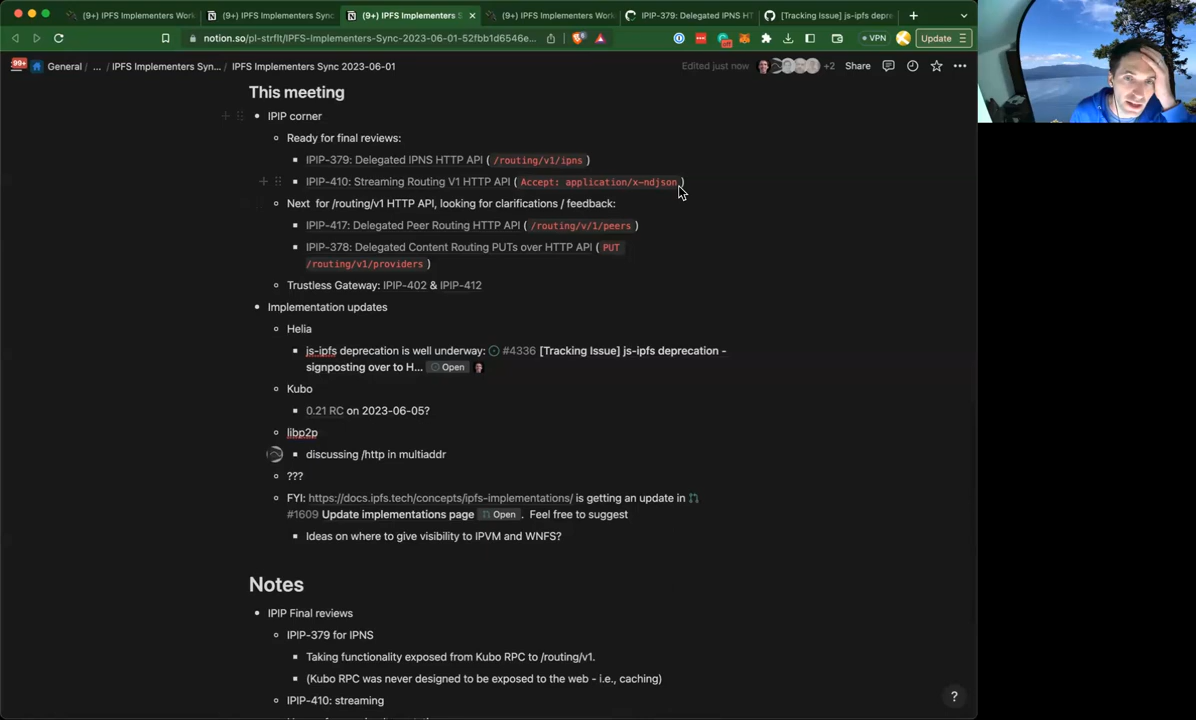 (9+) IPFS Implementers Work
(9+) IPFS Implementers Sync
(9+) IPFS Implementers S
(9+) IPFS Implementers Work
IPIP-379: Delegated IPNS HT
[Tracking Issue] js-ipfs depre
notion.so/pl-strflt/IPFS-Implementers-Sync-2023-06-01-52fbb1d6546e...
VPN
Update
99+
General / ... / IPFS Implementers Syn... / IPFS Implementers Sync 2023-06-01
Edited just now
+2
Share
This meeting
IPIP corner
Ready for final reviews:
IPIP-379: Delegated IPNS HTTP API ( /routing/v1/ipns )
IPIP-410: Streaming Routing V1 HTTP API ( Accept: application/x-ndjson )
Next for /routing/v1 HTTP API, looking for clarifications / feedback:
IPIP-417: Delegated Peer Routing HTTP API ( /routing/v/1/peers )
IPIP-378: Delegated Content Routing PUTs over HTTP API ( PUT
/routing/v1/providers )
Trustless Gateway: IPIP-402 & IPIP-412
Implementation updates
Helia
js-ipfs deprecation is well underway: #4336 [Tracking Issue] js-ipfs deprecation -
signposting over to H... Open
Kubo
0.21 RC on 2023-06-05?
libp2p
discussing /http in multiaddr
???
FYI: https://docs.ipfs.tech/concepts/ipfs-implementations/ is getting an update in
#1609 Update implementations page Open . Feel free to suggest
Ideas on where to give visibility to IPVM and WNFS?
Notes
IPIP Final reviews
IPIP-379 for IPNS
Taking functionality exposed from Kubo RPC to /routing/v1.
(Kubo RPC was never designed to be exposed to the web - i.e., caching)
IPIP-410: streaming
?